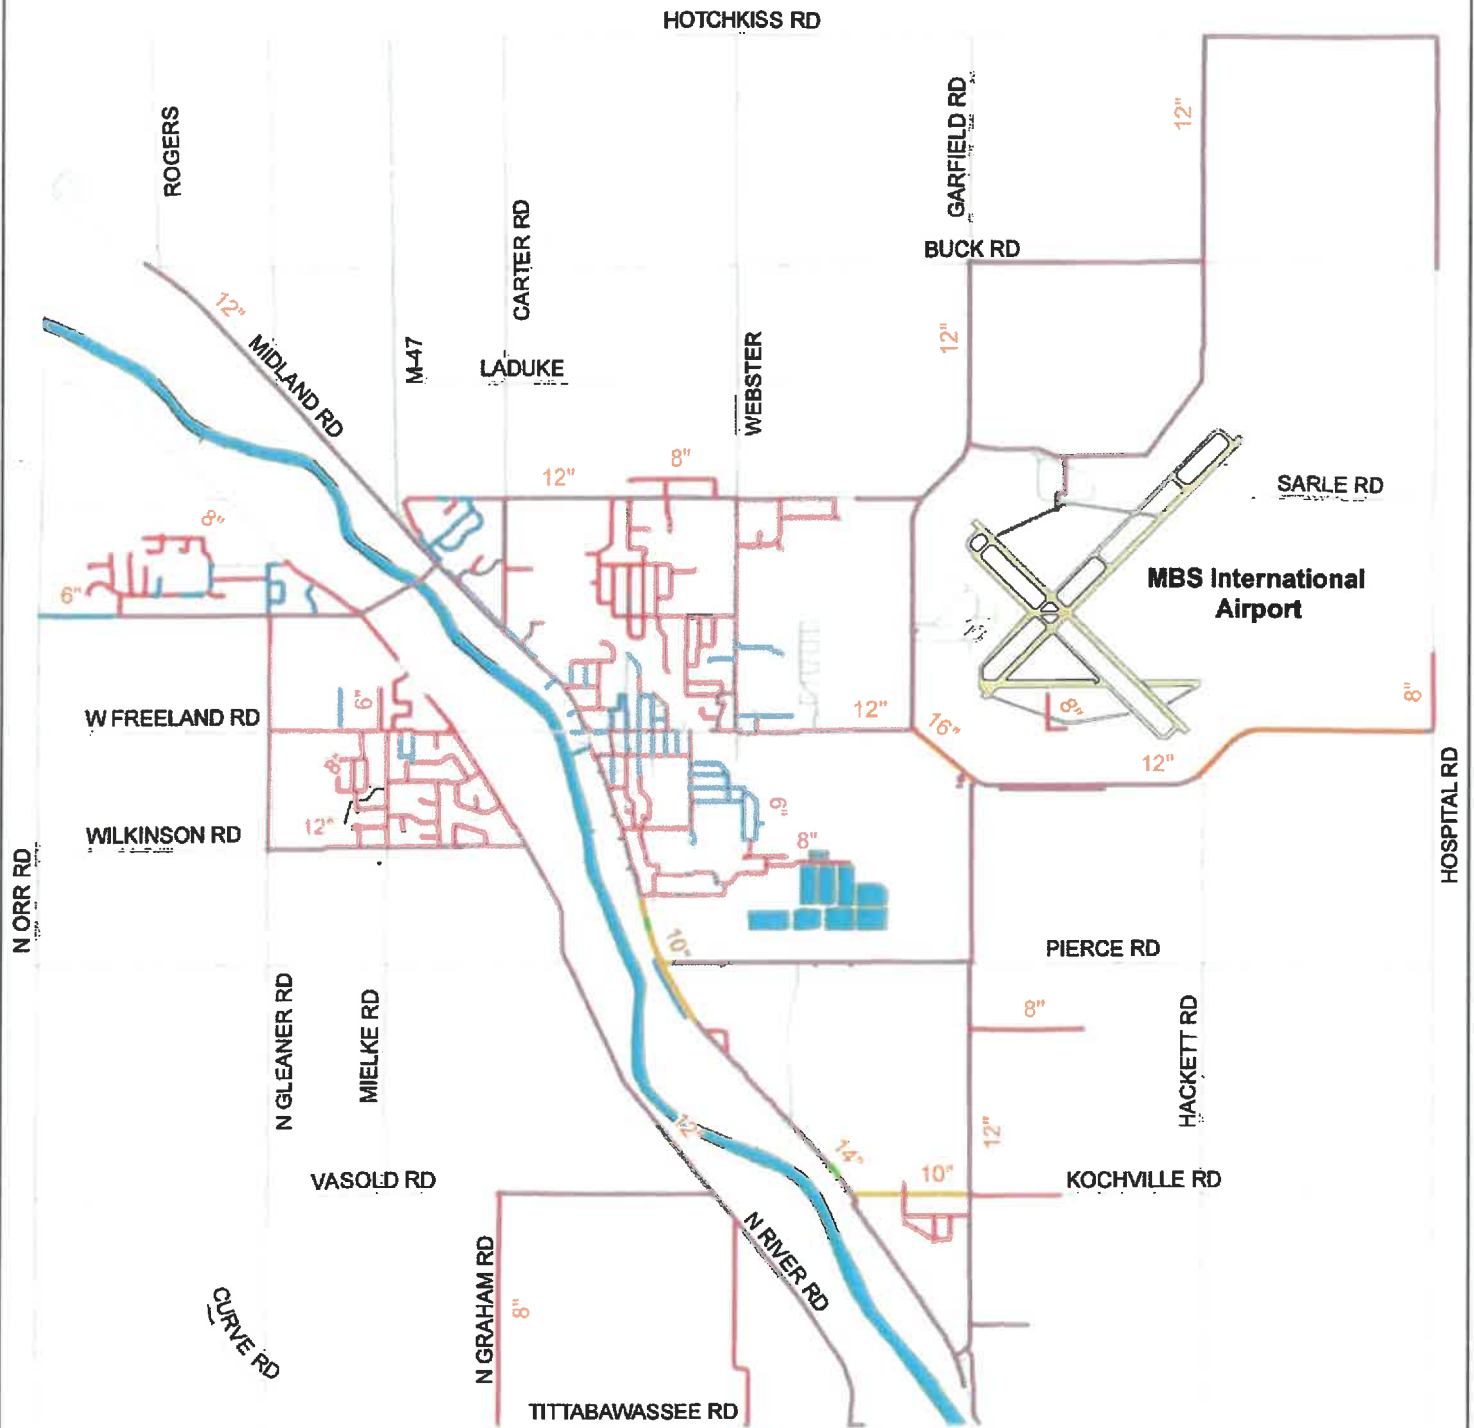 HOTCHKISS RD
ROGERS
GARFIELD RD
12"
CARTER RD
BUCK RD
12"
MIDLAND RD
M-47
LADUKE
WEBSTER
12"
8"
12"
SARLE RD
8"
6"
MBS International
Airport
W FREELAND RD
6"
12"
16"
8"
8"
8"
12"
HOSPITAL RD
WILKINSON RD
12"
6"
8"
N ORR RD
10"
PIERCE RD
N GLEANER RD
MIELKE RD
8"
HACKETT RD
12"
12"
14"
10"
VASOLD RD
KOCHVILLE RD
N GRAHAM RD
8"
N RIVER RD
CURVE RD
TITTABAWASSEE RD